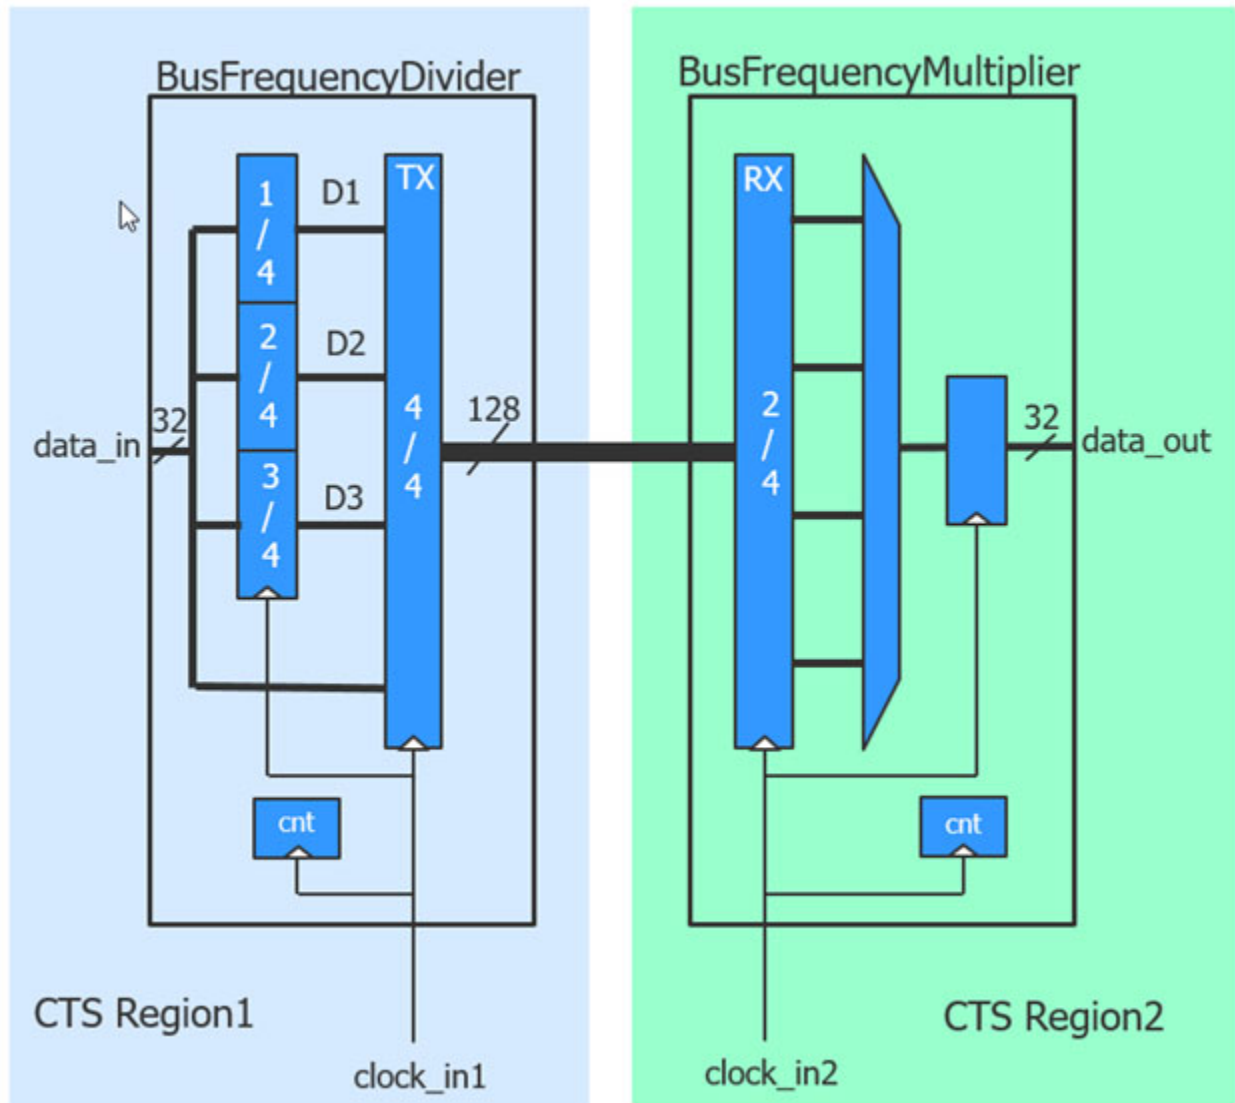 BusFrequencyDivider
BusFrequencyMultiplier
1
/
4
D1
TX
2
/
4
D2
3
/
4
D3
4
/
4
data_in
32
128
cnt
CTS Region1
clock_in1
RX
2
/
4
32
data_out
cnt
CTS Region2
clock_in2